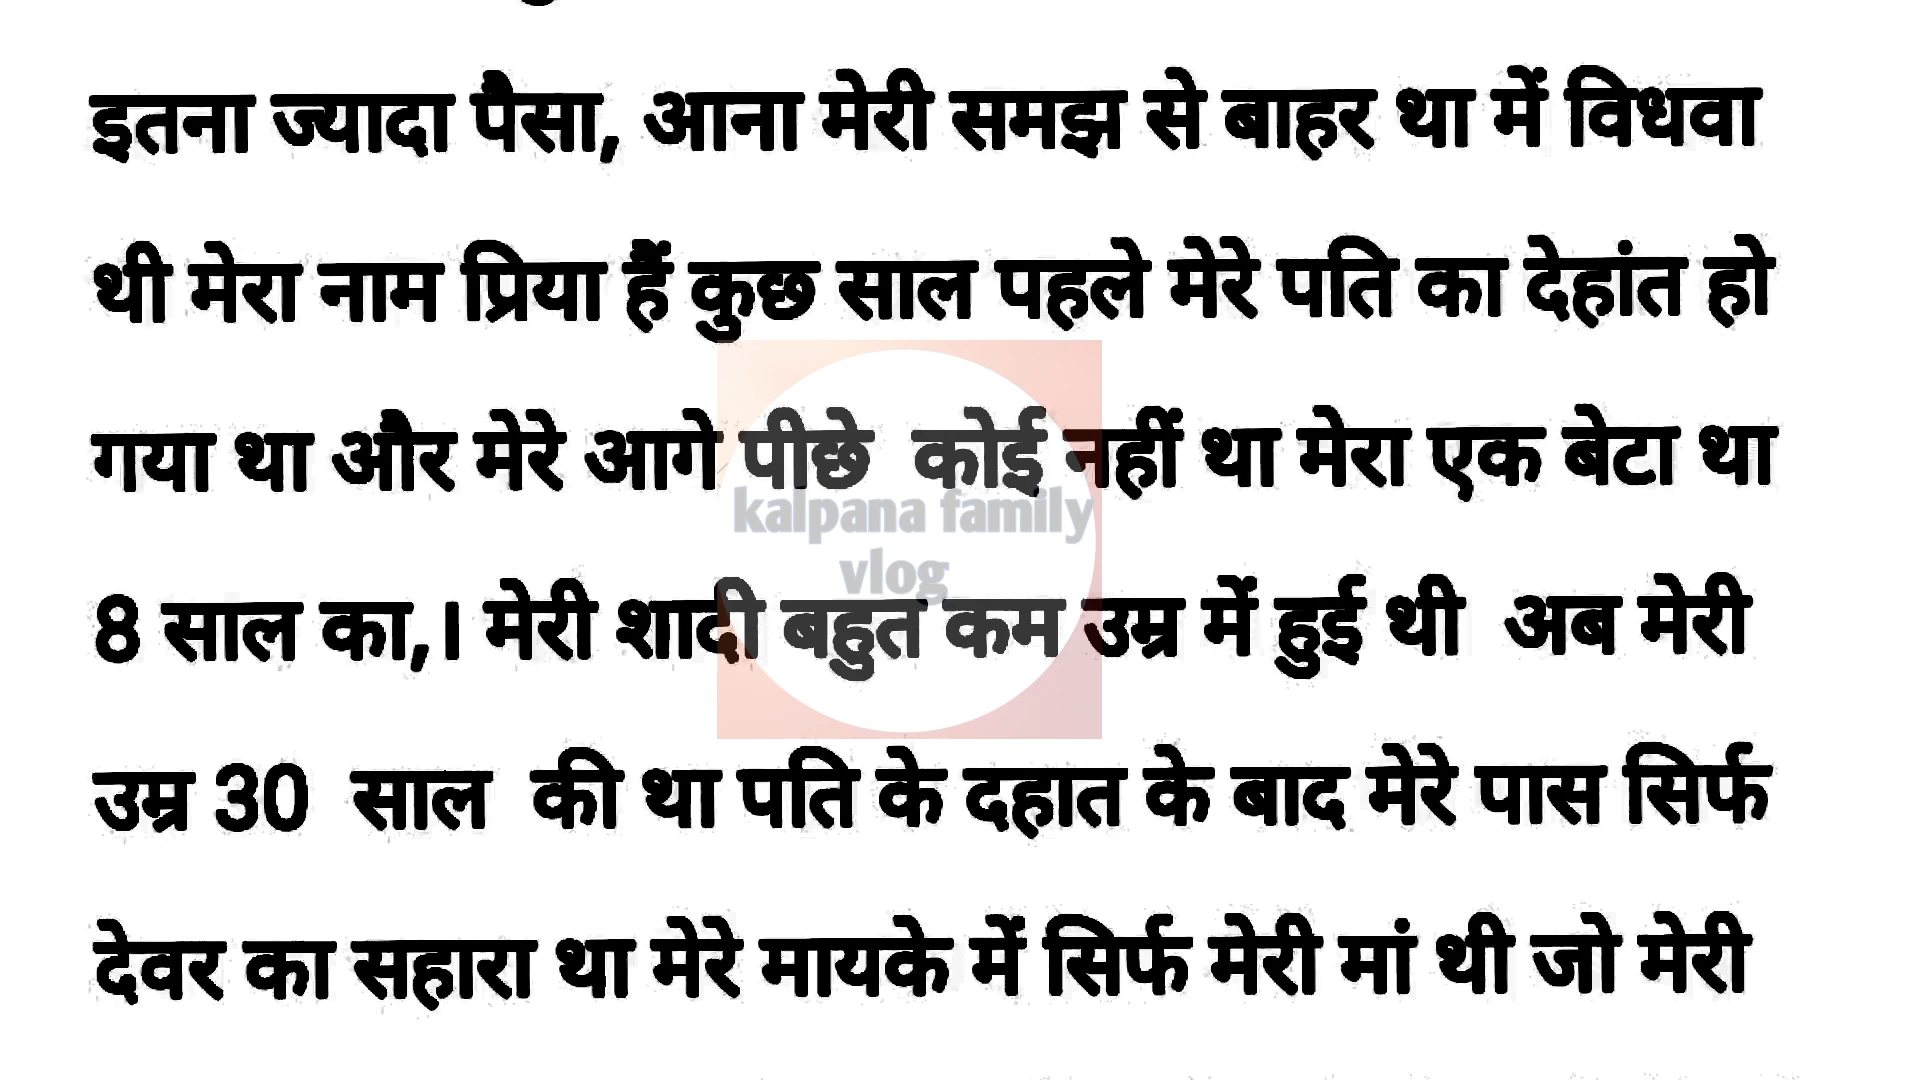 इतना ज्यादा पैसा, आना मेरी समझ से बाहर था में विधवा
थी मेरा नाम प्रिया हैं कुछ साल पहले मेरे पति का देहांत हो
गया था और मेरे आगे पीछे कोई नहीं था मेरा एक बेटा था
kalpana family
vlog
8 साल का,। मेरी शादी बहुत कम उम्र में हुई थी अब मेरी
उम्र 30 साल की था पति के दहात के बाद मेरे पास सिर्फ
देवर का सहारा था मेरे मायके में सिर्फ मेरी मां थी जो मेरी